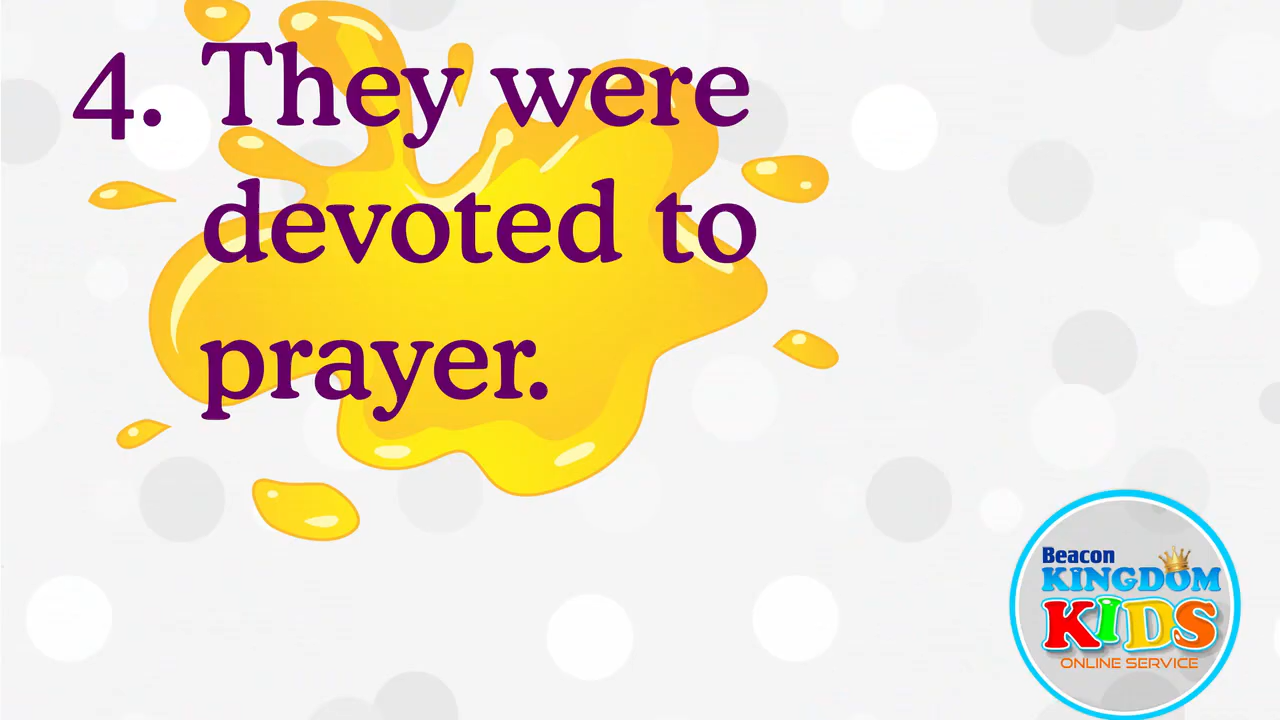 4. They were
devoted to
prayer.
Beacon
KINGDOM
KIDS
ONLINE SERVICE